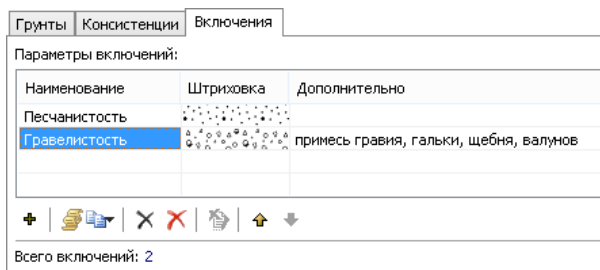 Грунты Консистенции Включения
Параметры включений:
Наименование Штриховка Дополнительно
Песчанистость
Гравелистость примесь гравия, гальки, щебня, валунов
Всего включений: 2